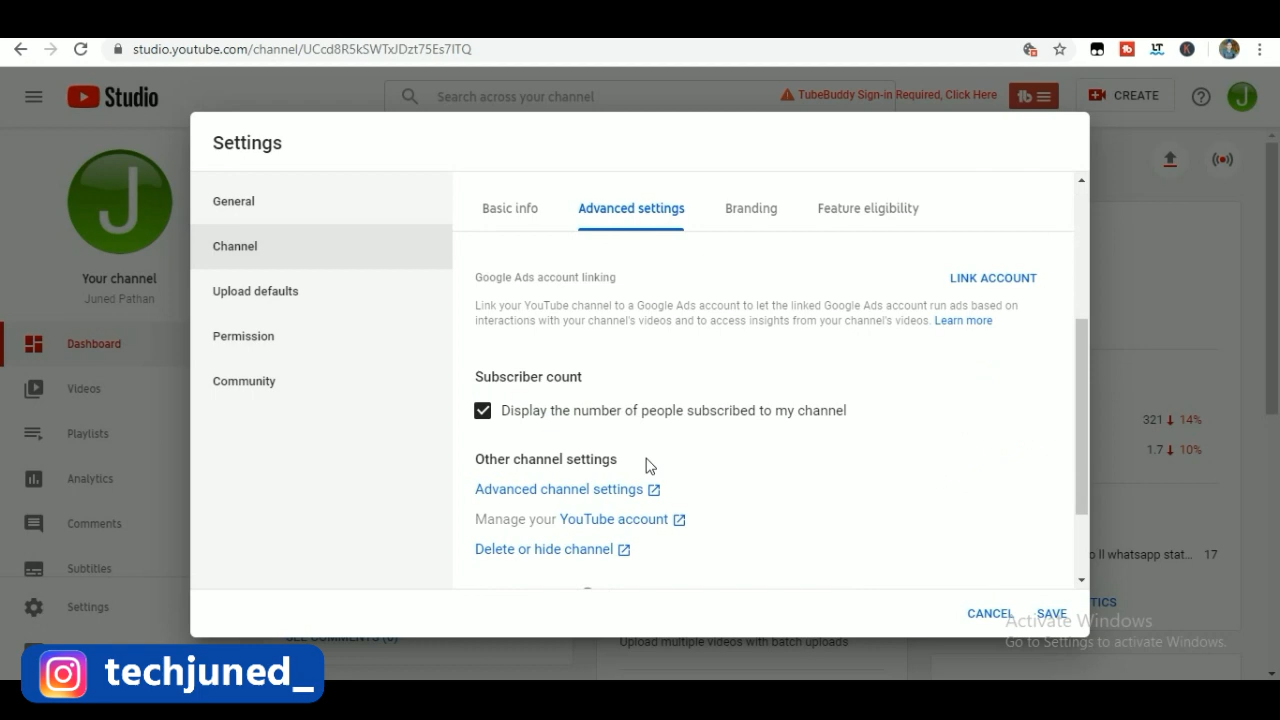 studio.youtube.com/channel/UCcd8R5kSWTxJDzt75Es7ITQ
Studio
Search across your channel
TubeBuddy Sign-in Required, Click Here
CREATE
?
J
Settings
J
Your channel
Juned Pathan
Dashboard
Videos
Playlists
Analytics
Comments
Subtitles
Settings
General
Channel
Upload defaults
Permission
Community
Basic info
Advanced settings
Branding
Feature eligibility
Google Ads account linking
LINK ACCOUNT
Link your YouTube channel to a Google Ads account to let the linked Google Ads account run ads based on
interactions with your channel's videos and to access insights from your channel's videos. Learn more
Subscriber count
Display the number of people subscribed to my channel
Other channel settings
Advanced channel settings
Manage your YouTube account
Delete or hide channel
321 14%
1.7 10%
o ll whatsapp stat... 17
TICS
CANCEL
SAVE
Upload multiple videos with batch uploads
Activate Windows
Go to Settings to activate Windows.
techjuned_